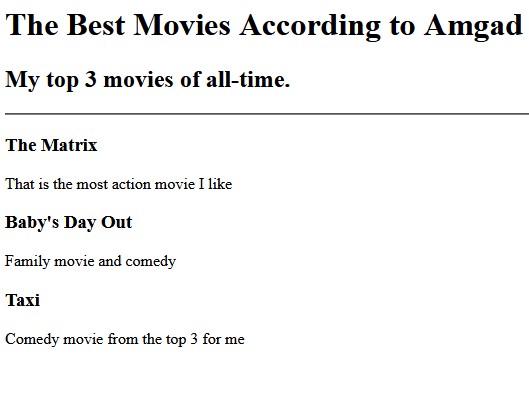 The Best Movies According to Amgad
My top 3 movies of all-time.
The Matrix
That is the most action movie I like
Baby's Day Out
Family movie and comedy
Taxi
Comedy movie from the top 3 for me